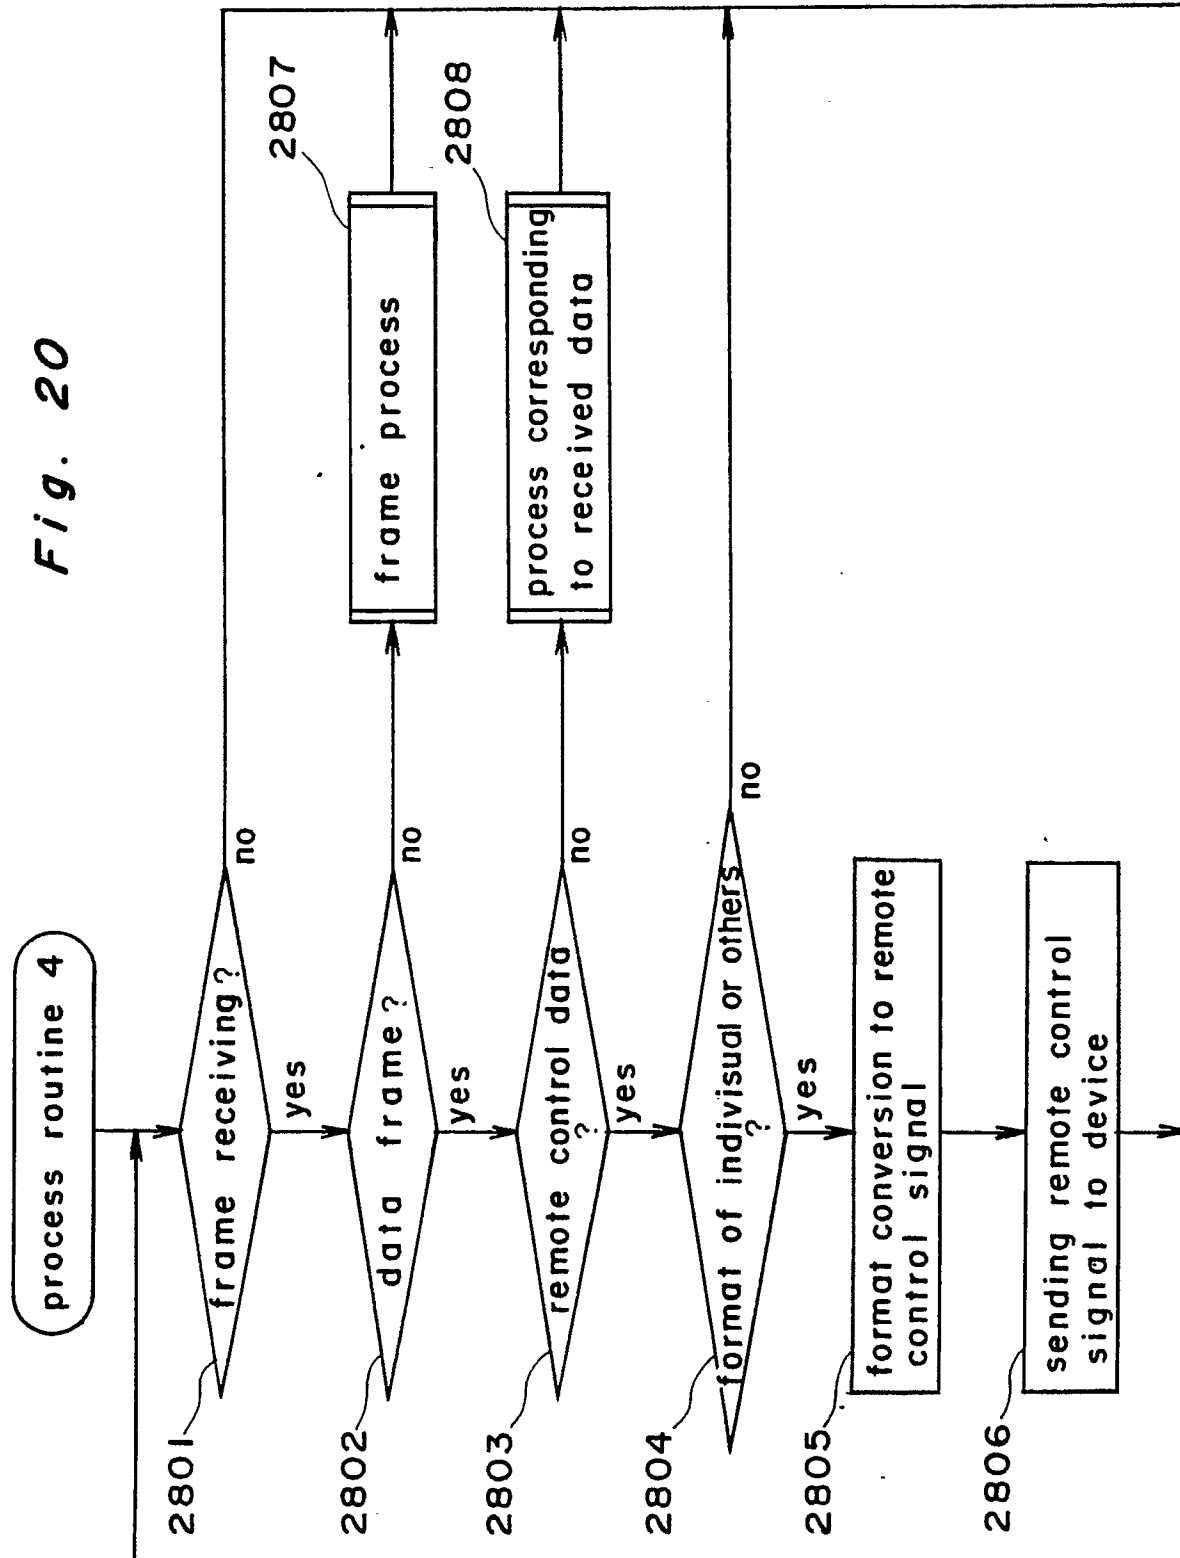 Fig. 20
process routine 4
2801
frame receiving?
no
yes
2802
data frame?
no
yes
2807
frame process
2803
remote control data
?
no
yes
2808
process corresponding
to received data
2804
format of indivisual or others
?
no
yes
2805
format conversion to remote
control signal
2806
sending remote control
signal to device